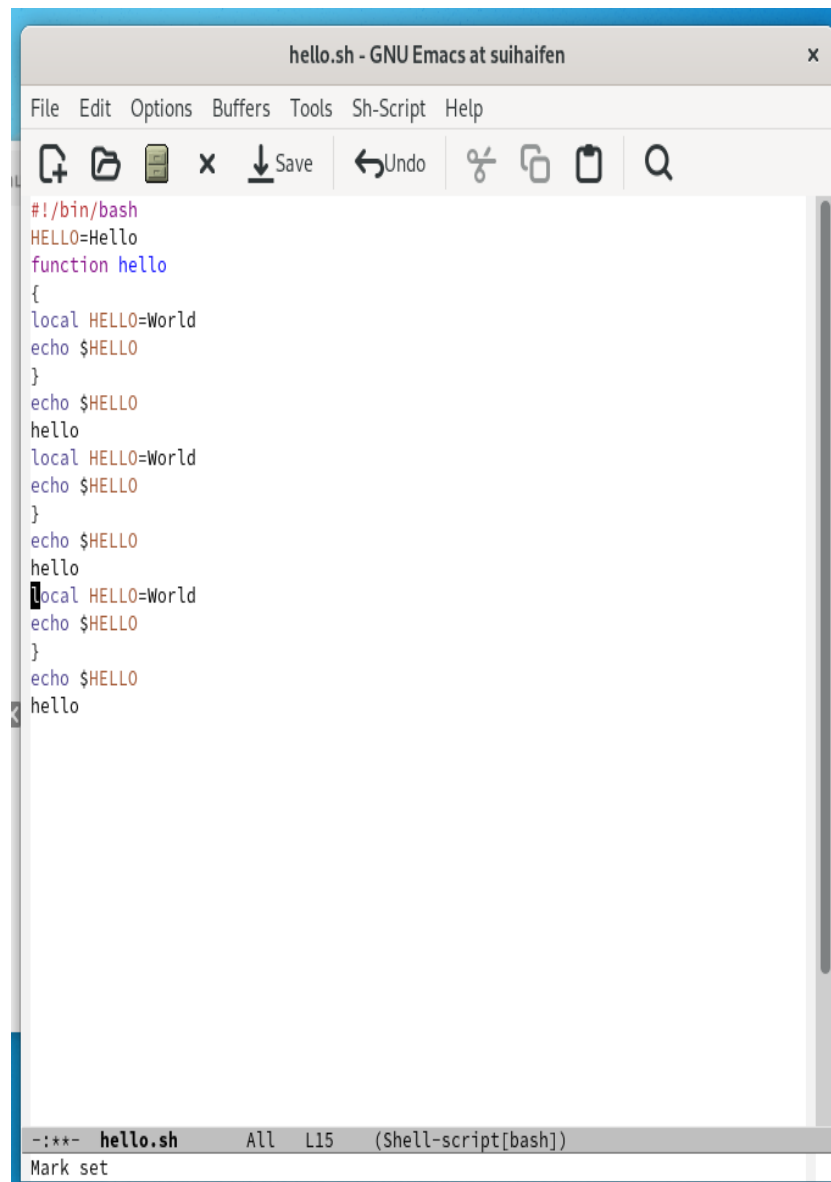 hello.sh - GNU Emacs at suihaifen x
File Edit Options Buffers Tools Sh-Script Help
Save Undo
#!/bin/bash
HELLO=Hello
function hello
{
local HELLO=World
echo $HELLO
}
echo $HELLO
hello
local HELLO=World
echo $HELLO
}
echo $HELLO
hello
local HELLO=World
echo $HELLO
}
echo $HELLO
hello
-:**- hello.sh All L15 (Shell-script[bash])
Mark set